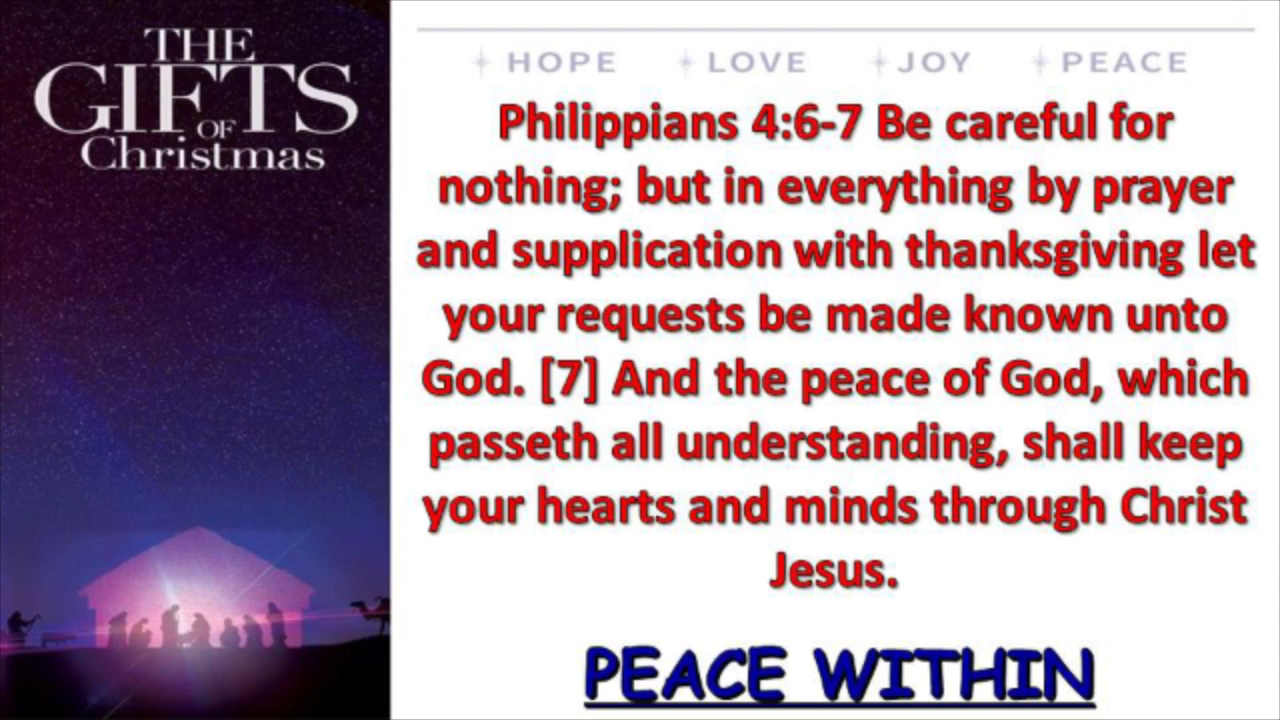 THE
GIFTS
OF
Christmas
HOPE LOVE JOY PEACE
Philippians 4:6-7 Be careful for
nothing; but in everything by prayer
and supplication with thanksgiving let
your requests be made known unto
God. [7] And the peace of God, which
passeth all understanding, shall keep
your hearts and minds through Christ
Jesus.
PEACE WITHIN